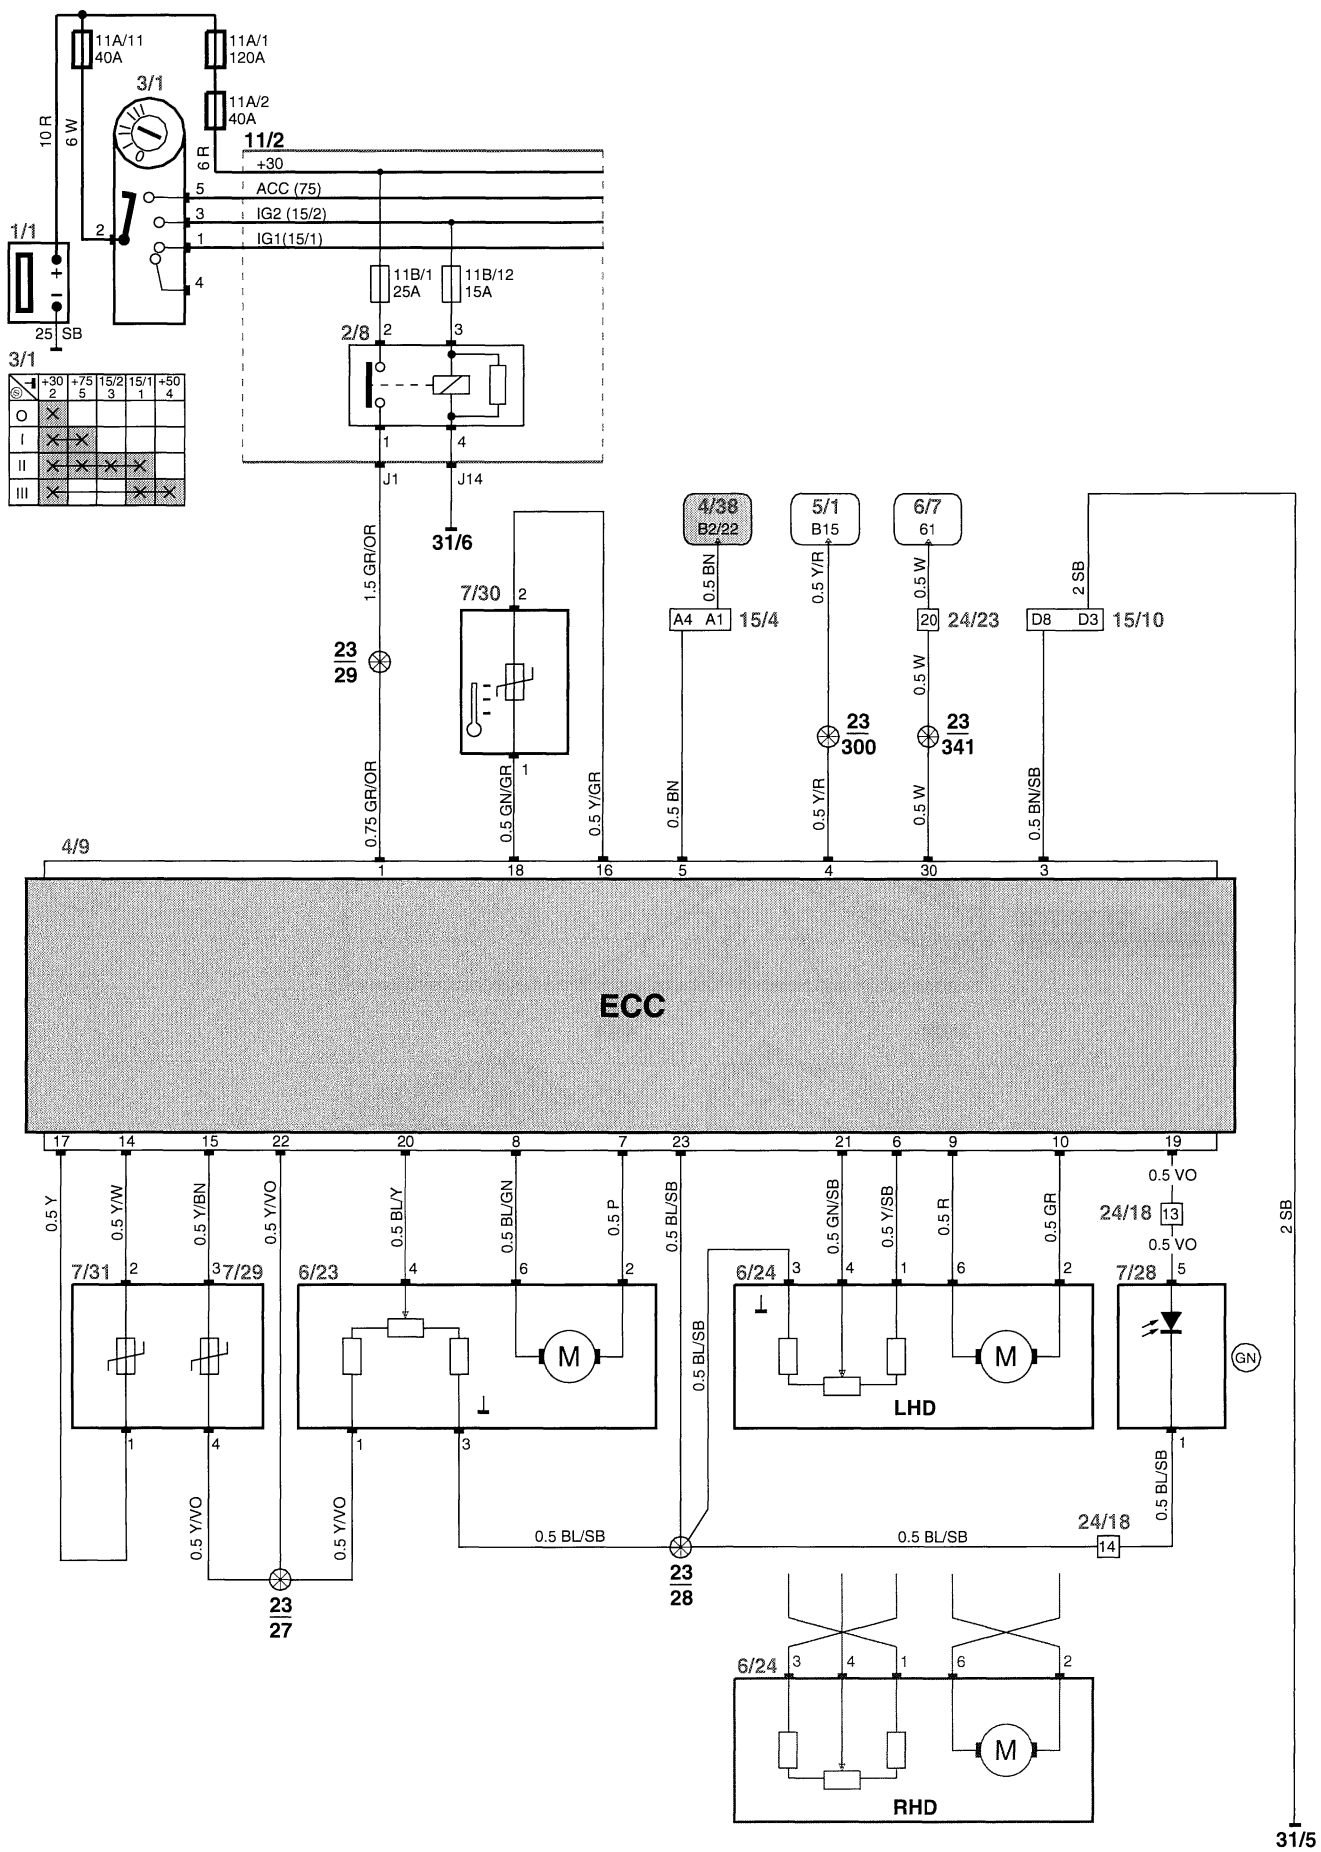 11A/11
40A
11A/1
120A
3/1
11A/2
40A
10 R
6 W
6 R
0
11/2
+30
5
ACC (75)
3
IG2 (15/2)
2
1
IG1(15/1)
4
1/1
+
–
25 SB
11B/1
25A
11B/12
15A
2/8
2
3
1
4
J1
J14
31/6
3/1
S
+30
2
+75
5
15/2
3
15/1
1
+50
4
O
I
II
III
1.5 GR/OR
23
29
0.75 GR/OR
7/30
2
1
0.5 GN/GR
0.5 Y/GR
4/38
B2/22
0.5 BN
A4 A1
15/4
0.5 BN
5/1
B15
0.5 Y/R
23
300
0.5 Y/R
6/7
61
0.5 W
20
24/23
0.5 W
23
341
0.5 W
2 SB
D8 D3
15/10
0.5 BN/SB
4/9
1
18
16
5
4
30
3
ECC
17
14
15
22
20
8
7
23
21
6
9
10
19
0.5 Y
0.5 Y/W
0.5 Y/BN
0.5 Y/VO
0.5 BL/Y
0.5 BL/GN
0.5 P
0.5 BL/SB
0.5 GN/SB
0.5 Y/SB
0.5 R
0.5 GR
0.5 VO
24/18
13
0.5 VO
2 SB
7/31
2
3
7/29
6/23
4
6
2
M
0.5 BL/SB
6/24
3
4
1
6
2
M
LHD
7/28
5
GN
1
4
1
3
1
0.5 Y/VO
0.5 Y/VO
0.5 BL/SB
0.5 BL/SB
0.5 BL/SB
24/18
14
23
27
23
28
6/24
3
4
1
6
2
M
RHD
31/5